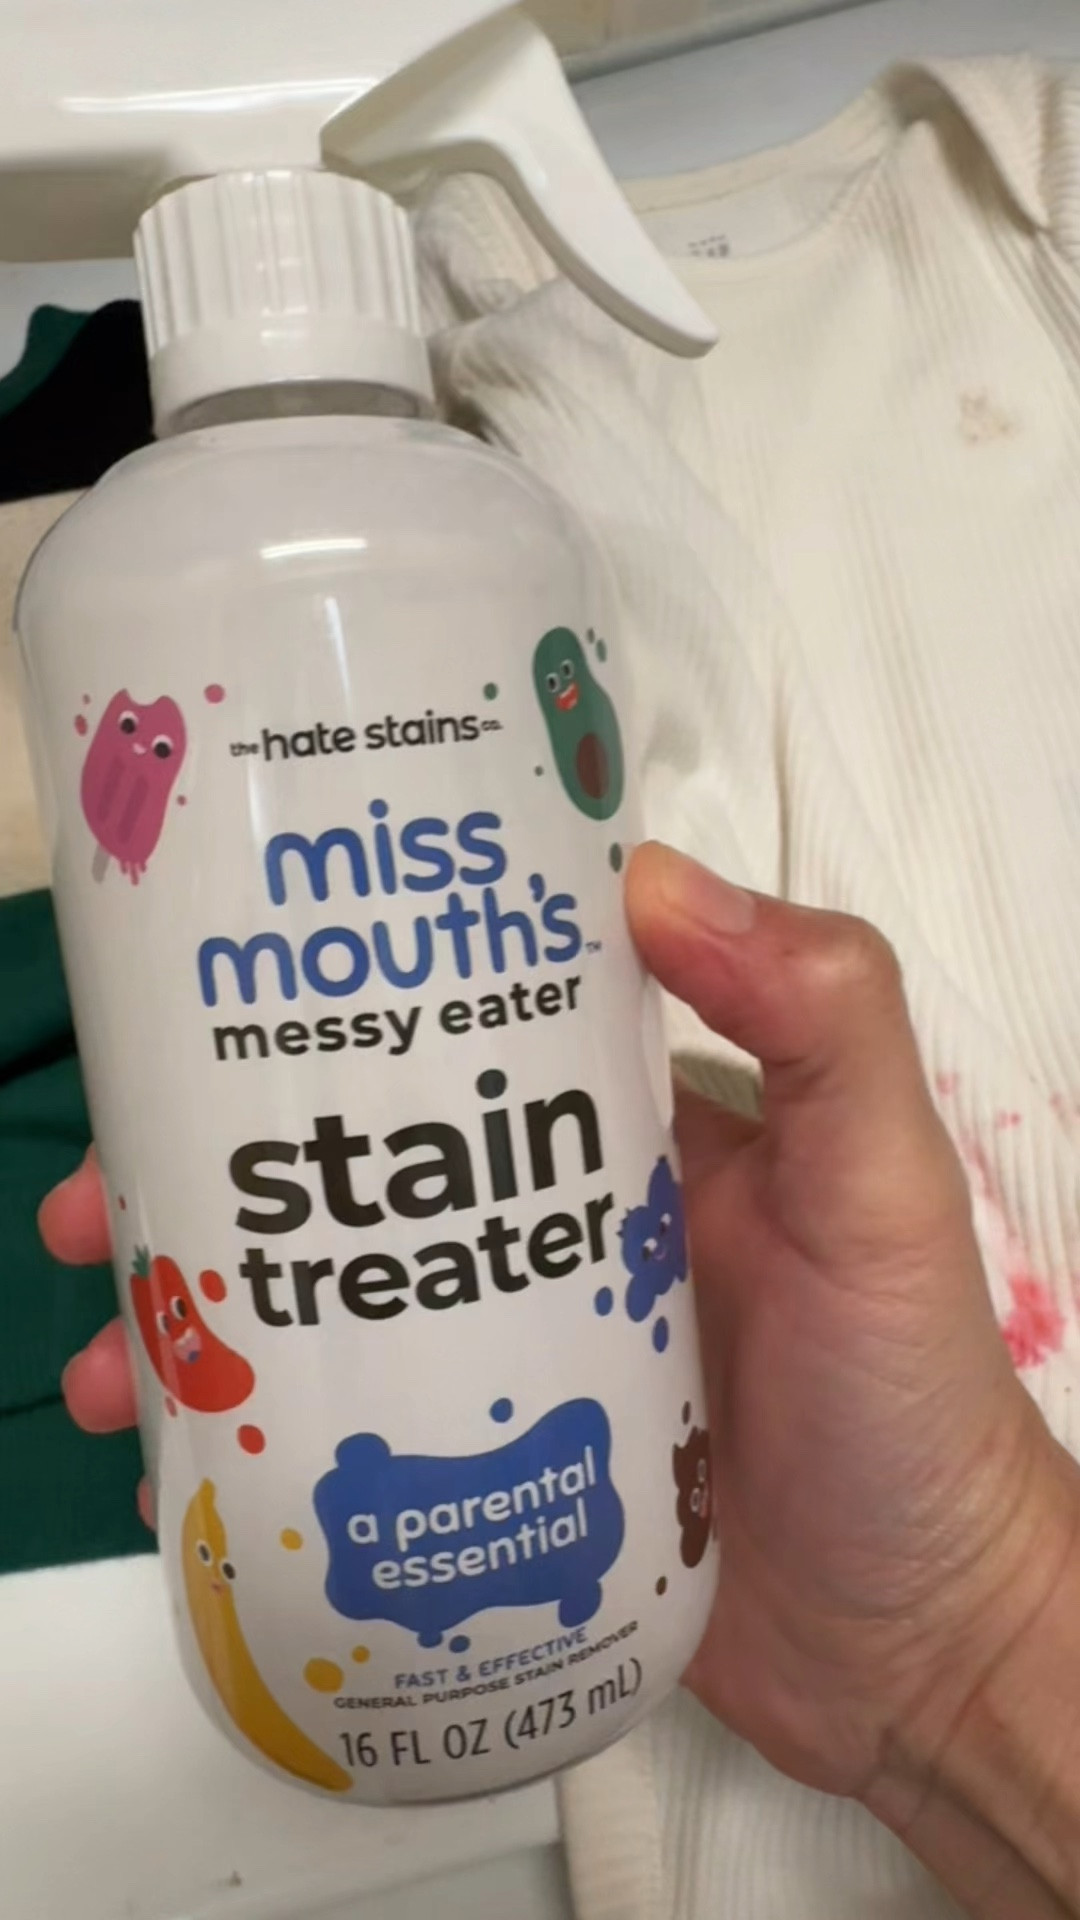 the hate stains co.
miss
mouth's™
messy eater
stain
treater
a parental
essential
FAST & EFFECTIVE
GENERAL PURPOSE STAIN REMOVER
16 FL OZ (473 mL)